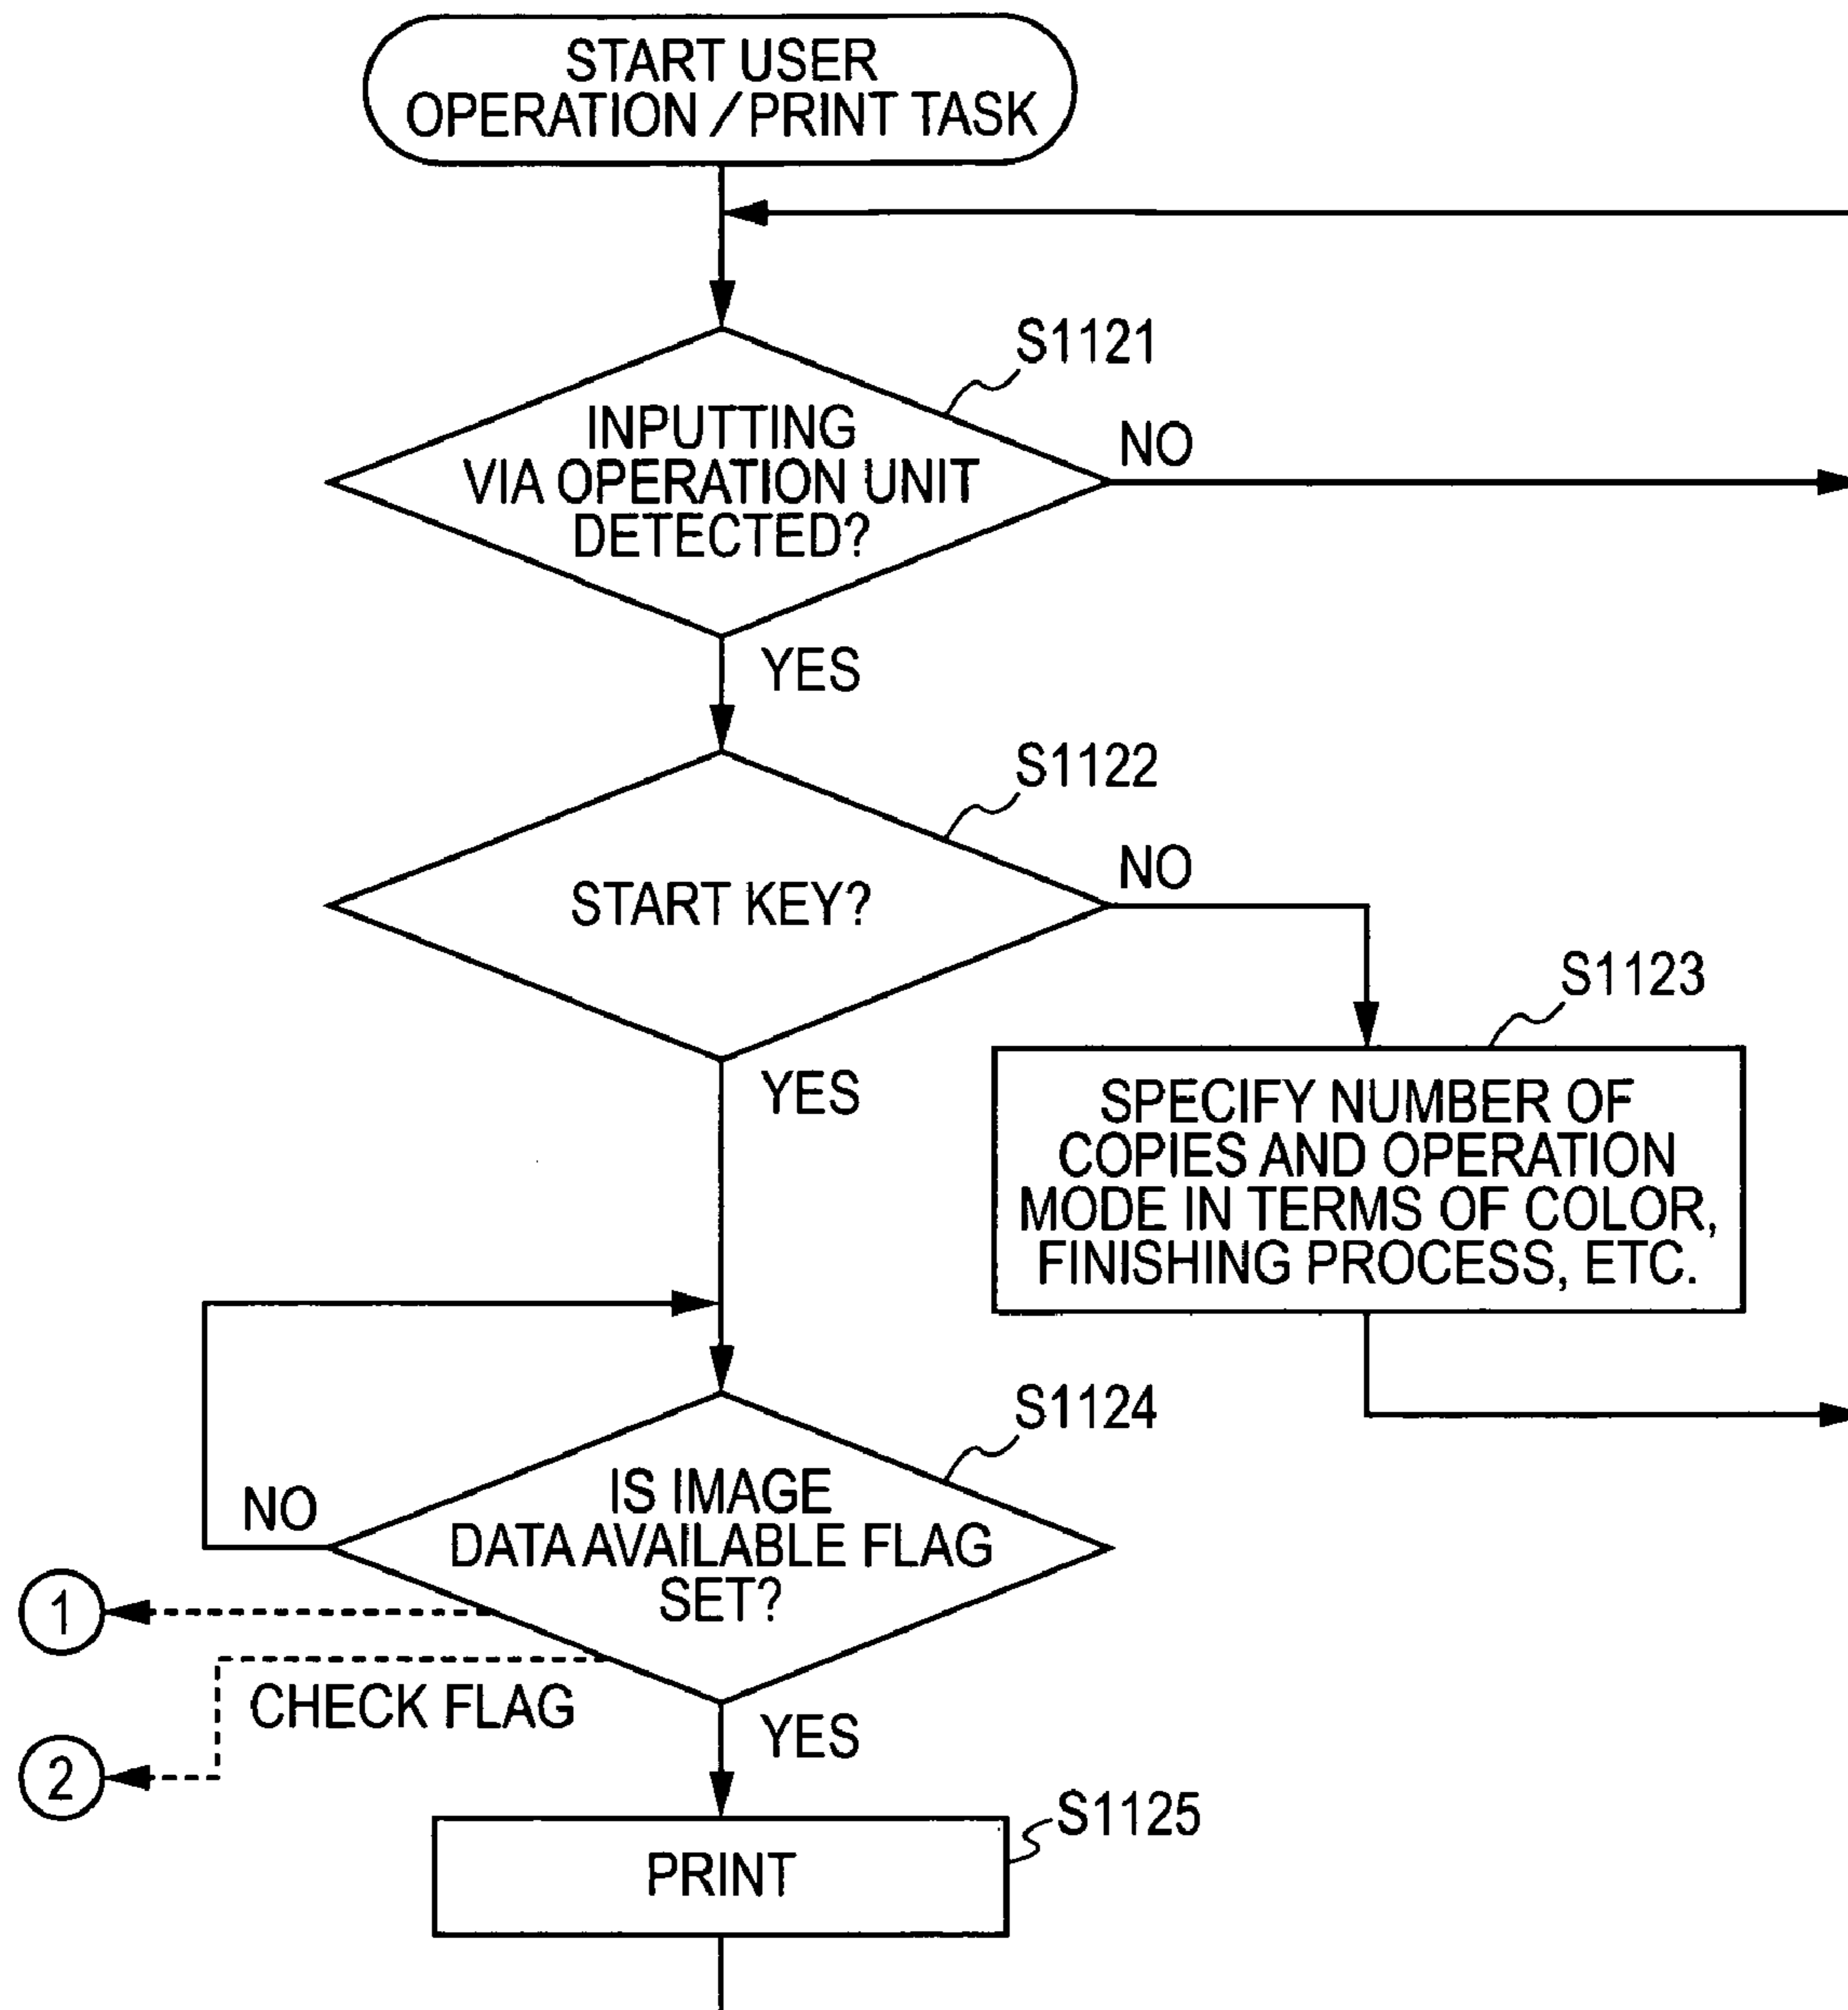 START USER
OPERATION / PRINT TASK
S1121
INPUTTING
VIA OPERATION UNIT
DETECTED?
NO
YES
S1122
START KEY?
NO
YES
S1123
SPECIFY NUMBER OF
COPIES AND OPERATION
MODE IN TERMS OF COLOR,
FINISHING PROCESS, ETC.
S1124
IS IMAGE
DATA AVAILABLE FLAG
SET?
NO
1
CHECK FLAG
2
YES
S1125
PRINT